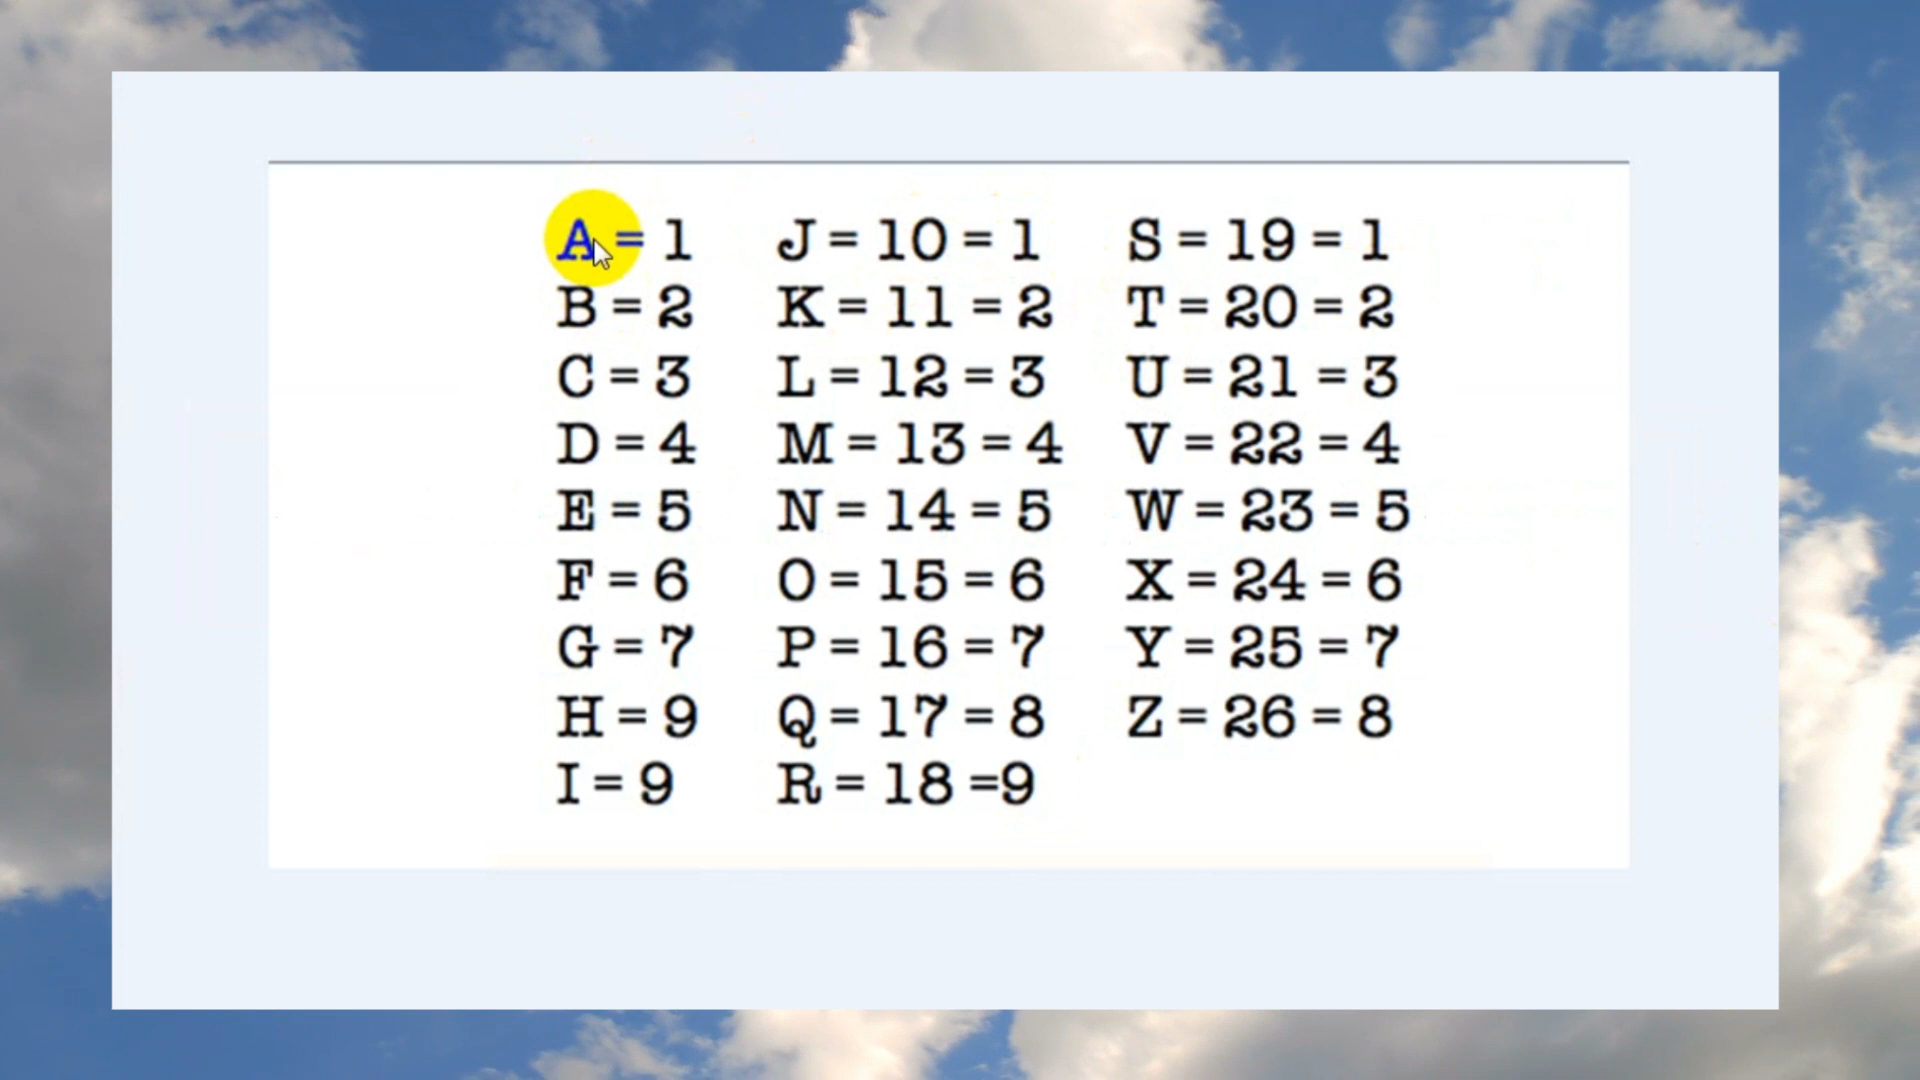 A = 1 J = 10 = 1 S = 19 = 1
B = 2 K = 11 = 2 T = 20 = 2
C = 3 L = 12 = 3 U = 21 = 3
D = 4 M = 13 = 4 V = 22 = 4
E = 5 N = 14 = 5 W = 23 = 5
F = 6 O = 15 = 6 X = 24 = 6
G = 7 P = 16 = 7 Y = 25 = 7
H = 9 Q = 17 = 8 Z = 26 = 8
I = 9 R = 18 =9